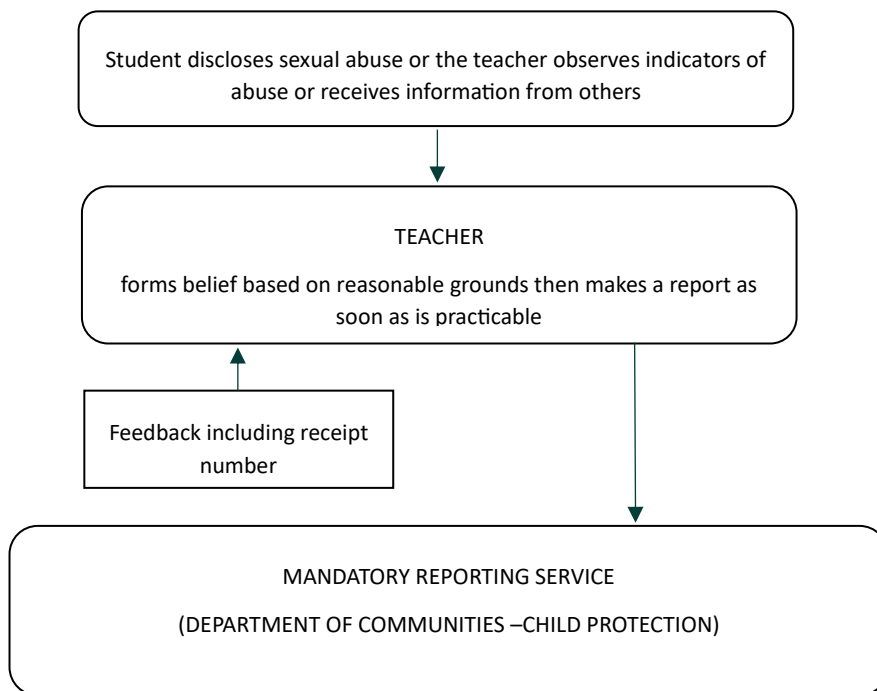 Student discloses sexual abuse or the teacher observes indicators of
abuse or receives information from others
TEACHER
forms belief based on reasonable grounds then makes a report as
soon as is practicable
Feedback including receipt
number
MANDATORY REPORTING SERVICE
(DEPARTMENT OF COMMUNITIES –CHILD PROTECTION)